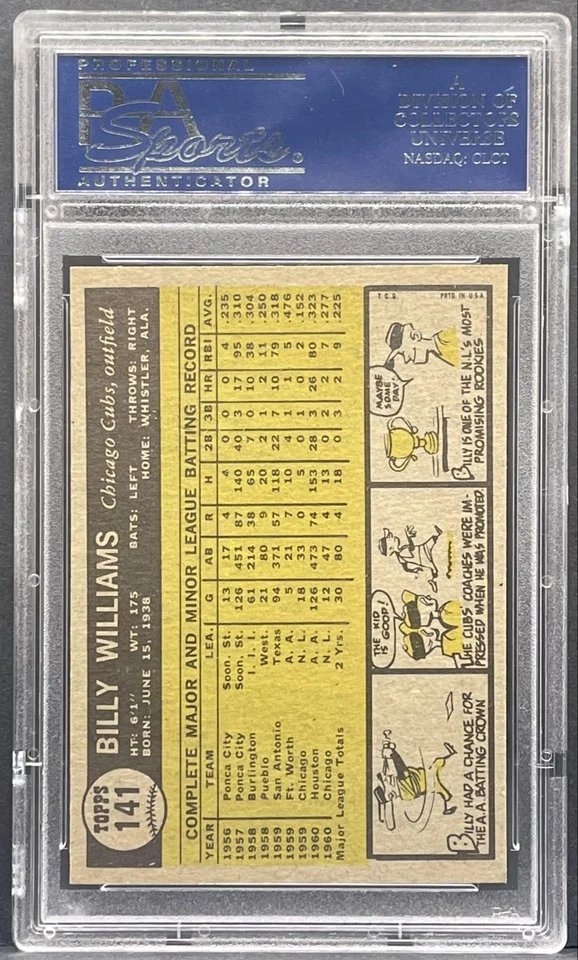 PROFESSIONAL
PSA
Sports®
AUTHENTICATOR
A
DIVISION OF
COLLECTORS
UNIVERSE
NASDAQ: CLCT
TOPPS
141
BILLY WILLIAMS Chicago Cubs, outfield
HT: 6'1" WT: 175 BATS: LEFT THROWS: RIGHT
BORN: JUNE 15, 1938 HOME: WHISTLER, ALA.
COMPLETE MAJOR AND MINOR LEAGUE BATTING RECORD
YEAR TEAM LEA. G AB R H 2B 3B HR RBI AVG.
1956 Ponca City Soon. St. 13 17 4 4 0 0 0 4 .235
1957 Ponca City Soon. St. 126 451 87 140 40 3 17 95 .310
1958 Burlington I. I. I. 61 214 38 65 7 0 10 38 .304
1958 Pueblo West. 21 80 9 20 2 1 2 11 .250
1959 San Antonio Texas 94 371 57 118 22 7 10 79 .318
1959 Ft. Worth A. A. 5 21 7 10 4 1 1 5 .476
1959 Chicago N. L. 18 33 0 5 0 1 0 2 .152
1960 Houston A. A. 126 473 74 153 28 3 26 80 .323
1960 Chicago N. L. 12 47 4 13 0 2 2 7 .277
Major League Totals 2 Yrs. 30 80 4 18 0 3 2 9 .225
BILLY HAD A CHANCE FOR
THE A.A. BATTING CROWN
THE KID
IS GOOD!
THE CUBS COACHES WERE IM-
PRESSED WHEN HE WAS PROMOTED
T.C.G. PRTD. IN U.S.A.
MAYBE
SOME
DAY!
BILLY IS ONE OF THE N.L'S MOST
PROMISING ROOKIES